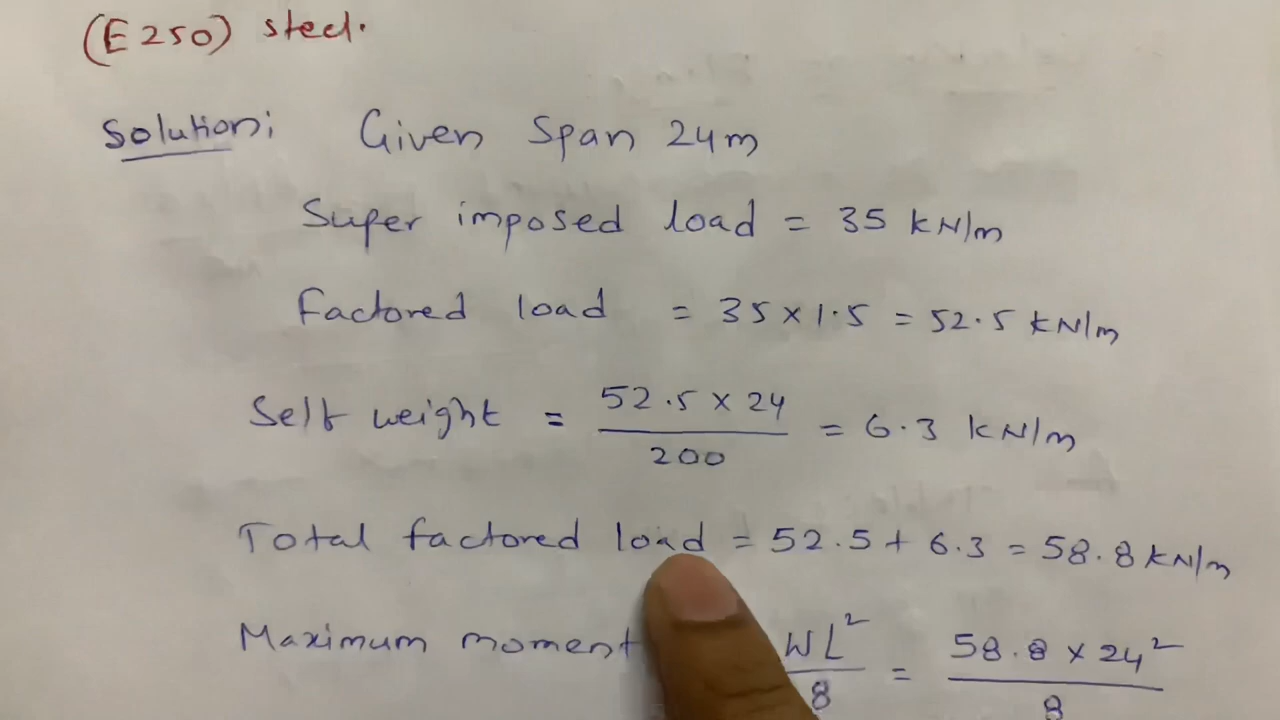 (E250) steel.
Solution; Given Span 24m
Super imposed load = 35 kN/m
Factored load = 35 × 1.5 = 52.5 kN/m
Self weight = 52.5 × 24 / 200 = 6.3 kN/m
Total factored load = 52.5 + 6.3 = 58.8 kN/m
Maximum moment WL² / 8 = 58.8 × 24² / 8